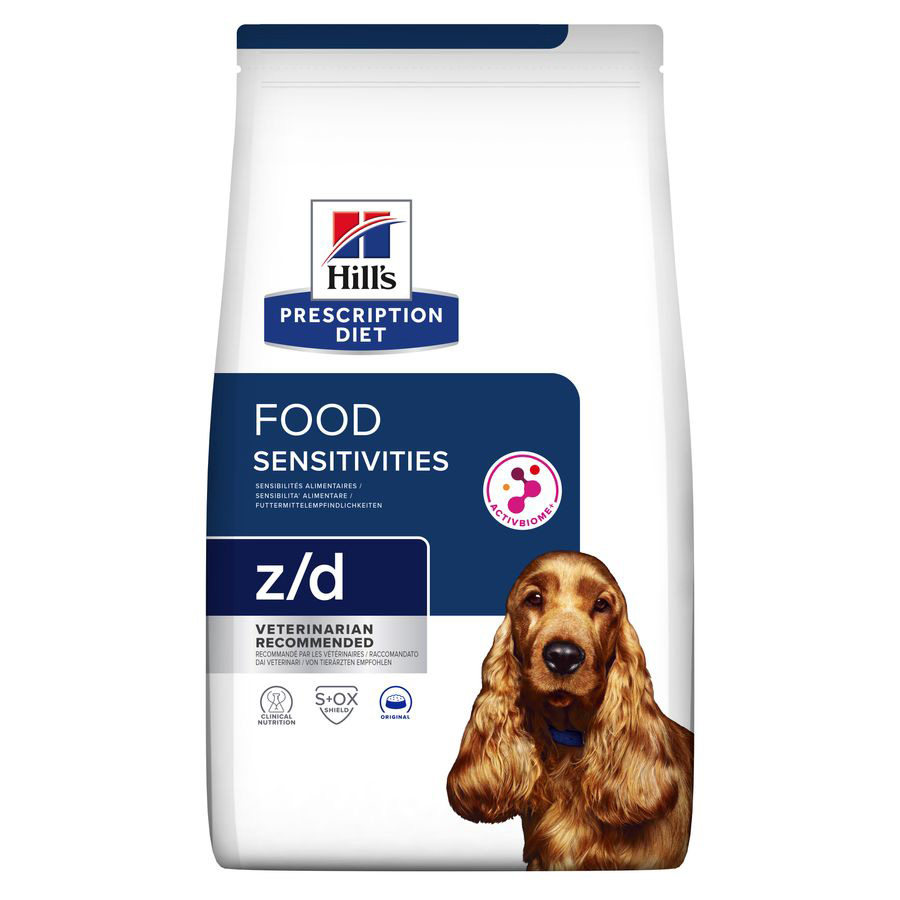 Hill's
PRESCRIPTION
DIET
FOOD
SENSITIVITIES
SENSIBILITÉS ALIMENTAIRES /
SENSIBILITA' ALIMENTARE /
FUTTERMITTELEMPFINDLICHKEITEN
ACTIVBIOME+
z/d
VETERINARIAN
RECOMMENDED
RECOMMANDÉ PAR LES VÉTÉRINAIRES / RACCOMANDATO
DAI VETERINARI / VON TIERÄRZTEN EMPFOHLEN
CLINICAL
NUTRITION
S+OX
SHIELD
ORIGINAL